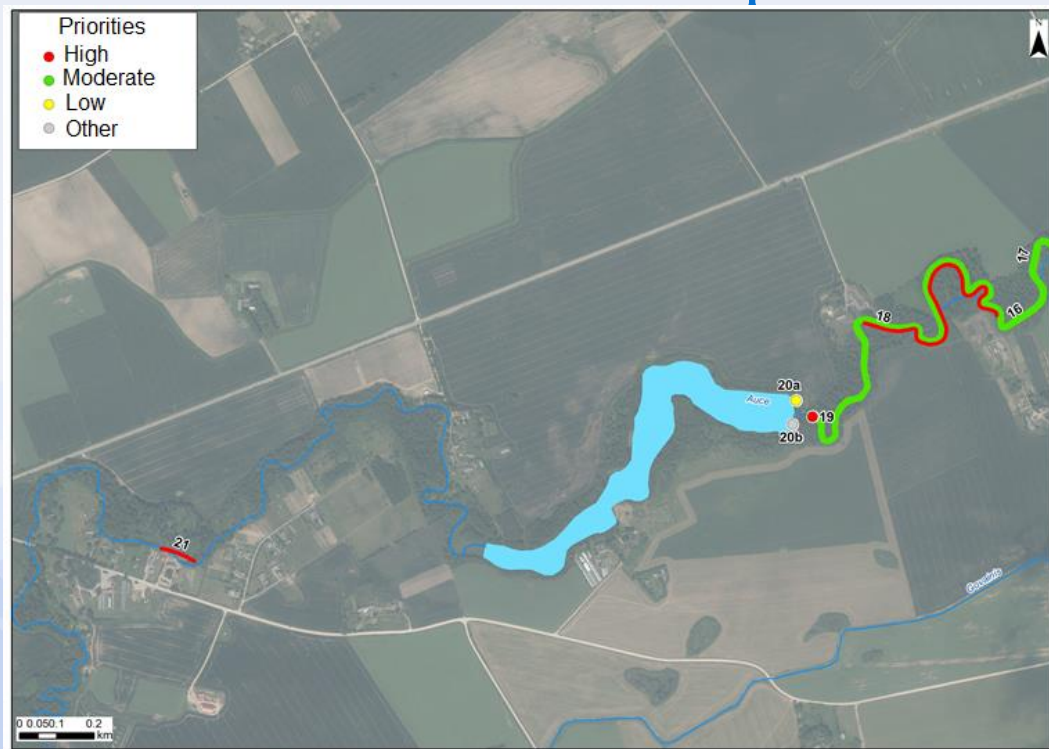 Priorities
High
Moderate
Low
Other
N
17
16
18
20a
Auce
19
20b
21
0 0.050.1 0.2
km